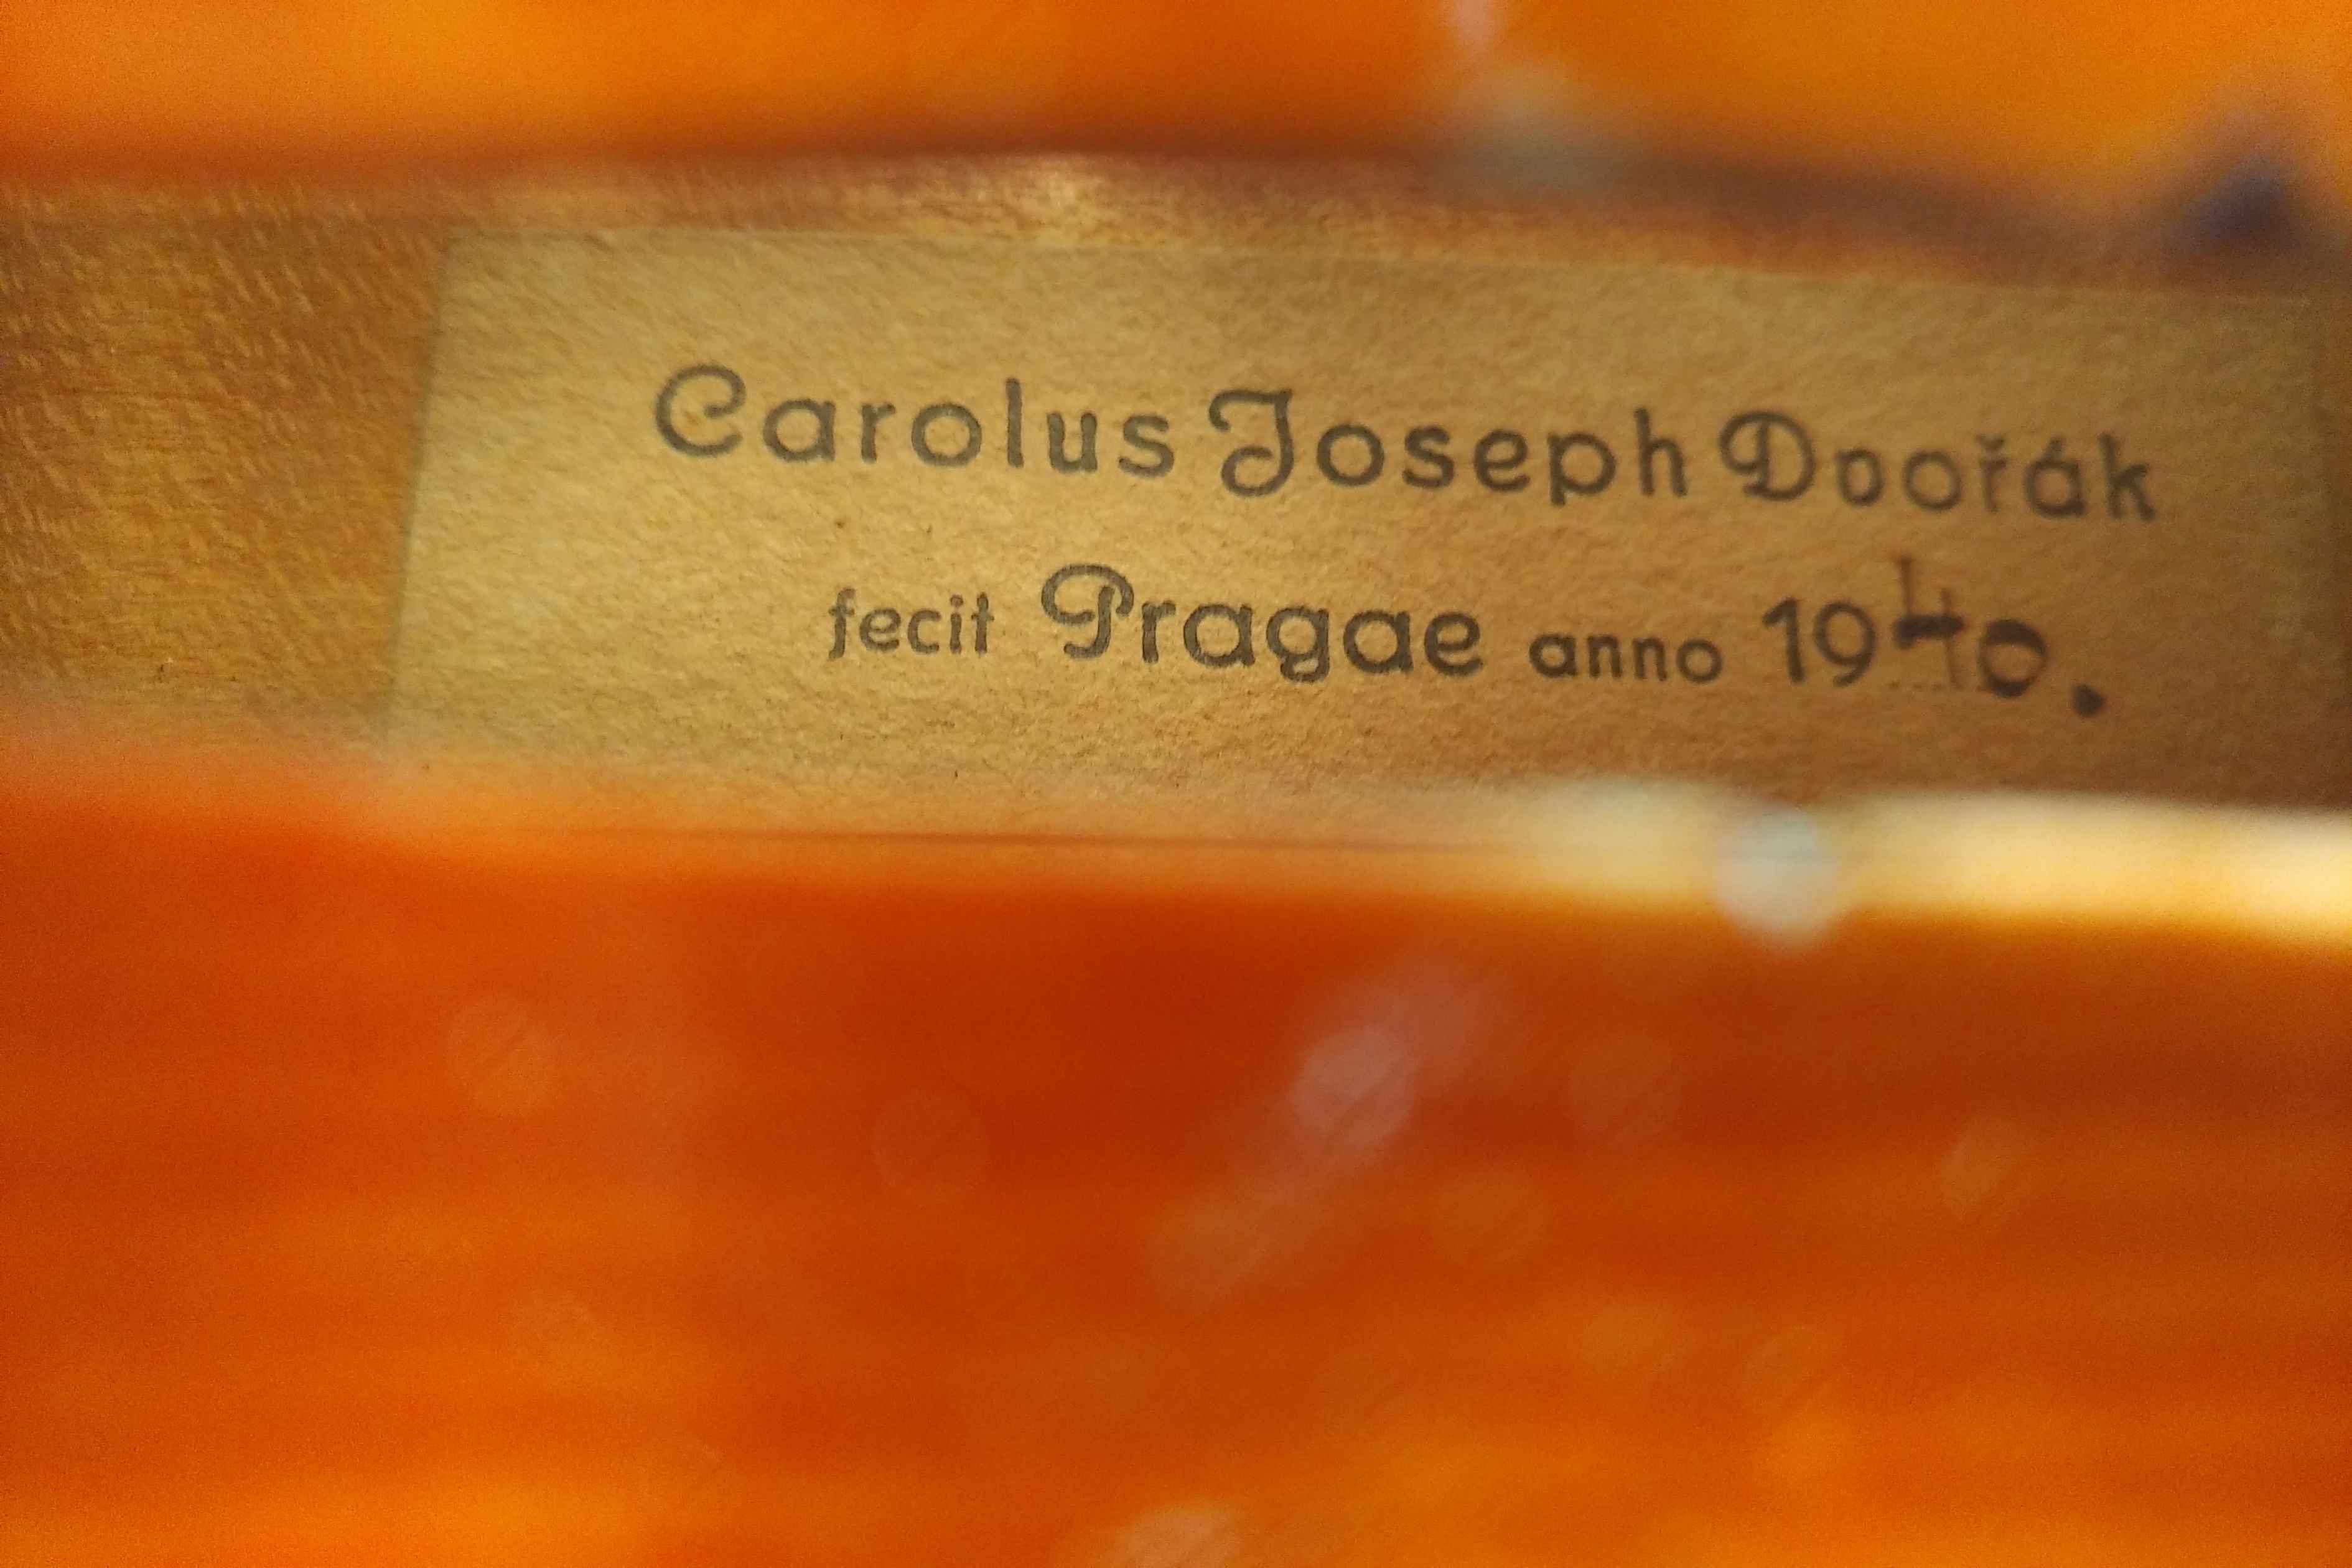 Carolus Joseph Dvořák
fecit Pragae anno 1940.